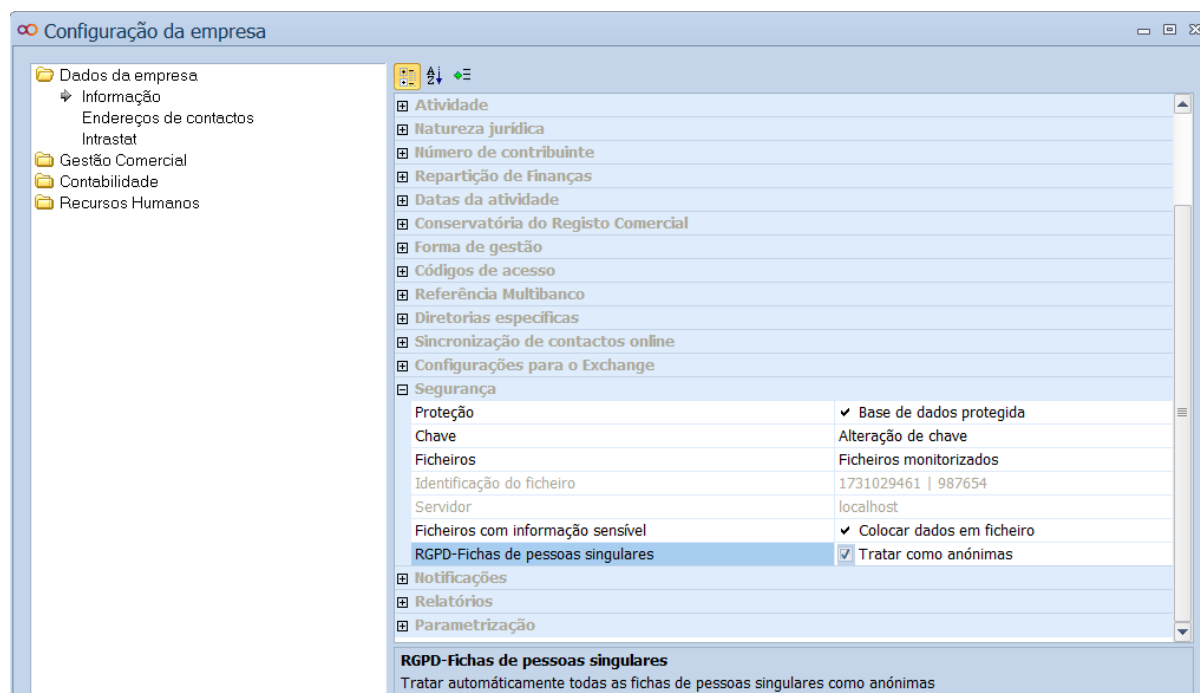 Configuração da empresa
Dados da empresa
Informação
Endereços de contactos
Intrastat
Gestão Comercial
Contabilidade
Recursos Humanos
Atividade
Natureza jurídica
Número de contribuinte
Repartição de Finanças
Datas da atividade
Conservatória do Registo Comercial
Forma de gestão
Códigos de acesso
Referência Multibanco
Diretorias específicas
Sincronização de contactos online
Configurações para o Exchange
Segurança
Proteção Base de dados protegida
Chave Alteração de chave
Ficheiros Ficheiros monitorizados
Identificação do ficheiro 1731029461 | 987654
Servidor localhost
Ficheiros com informação sensível Colocar dados em ficheiro
RGPD-Fichas de pessoas singulares Tratar como anónimas
Notificações
Relatórios
Parametrização
RGPD-Fichas de pessoas singulares
Tratar automáticamente todas as fichas de pessoas singulares como anónimas